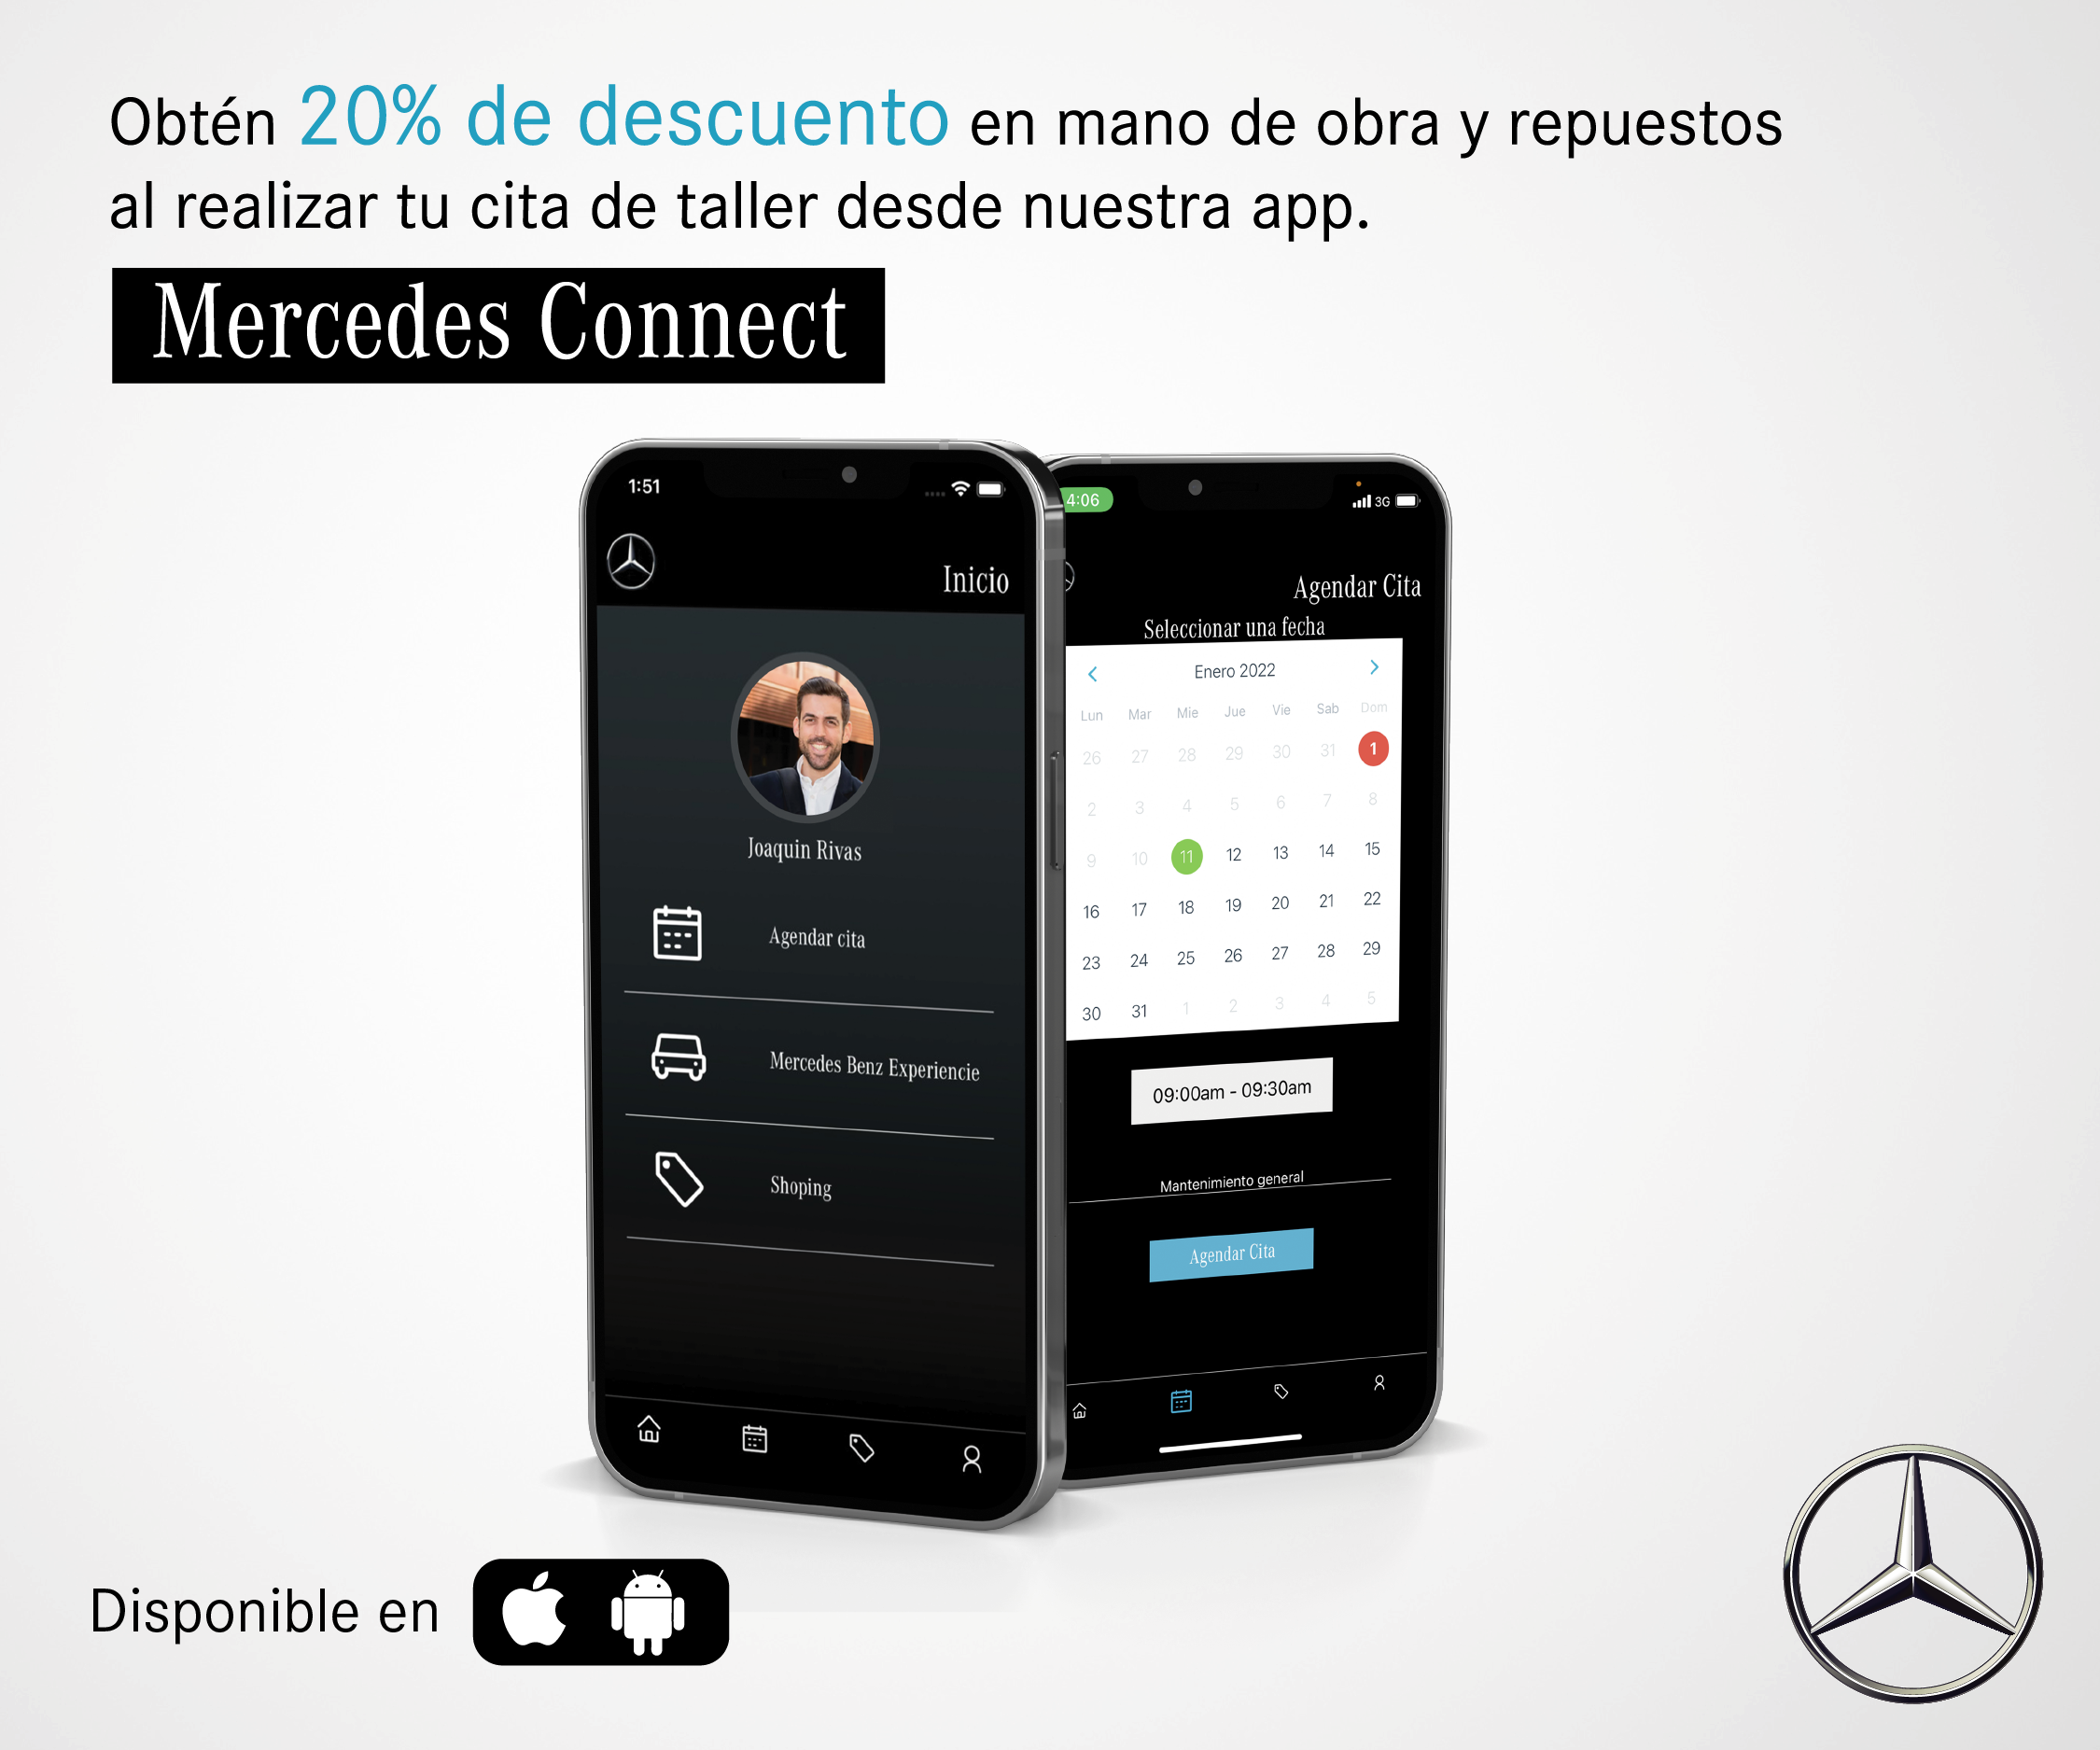 Obtén 20% de descuento en mano de obra y repuestos
al realizar tu cita de taller desde nuestra app.
Mercedes Connect
1:51
Inicio
Joaquin Rivas
Agendar cita
Mercedes Benz Experiencie
Shoping
4:06
3G
Agendar Cita
Seleccionar una fecha
Enero 2022
Lun Mar Mie Jue Vie Sab Dom
26 27 28 29 30 31 1
2 3 4 5 6 7 8
9 10 11 12 13 14 15
16 17 18 19 20 21 22
23 24 25 26 27 28 29
30 31 1 2 3 4 5
09:00am - 09:30am
Mantenimiento general
Agendar Cita
Disponible en